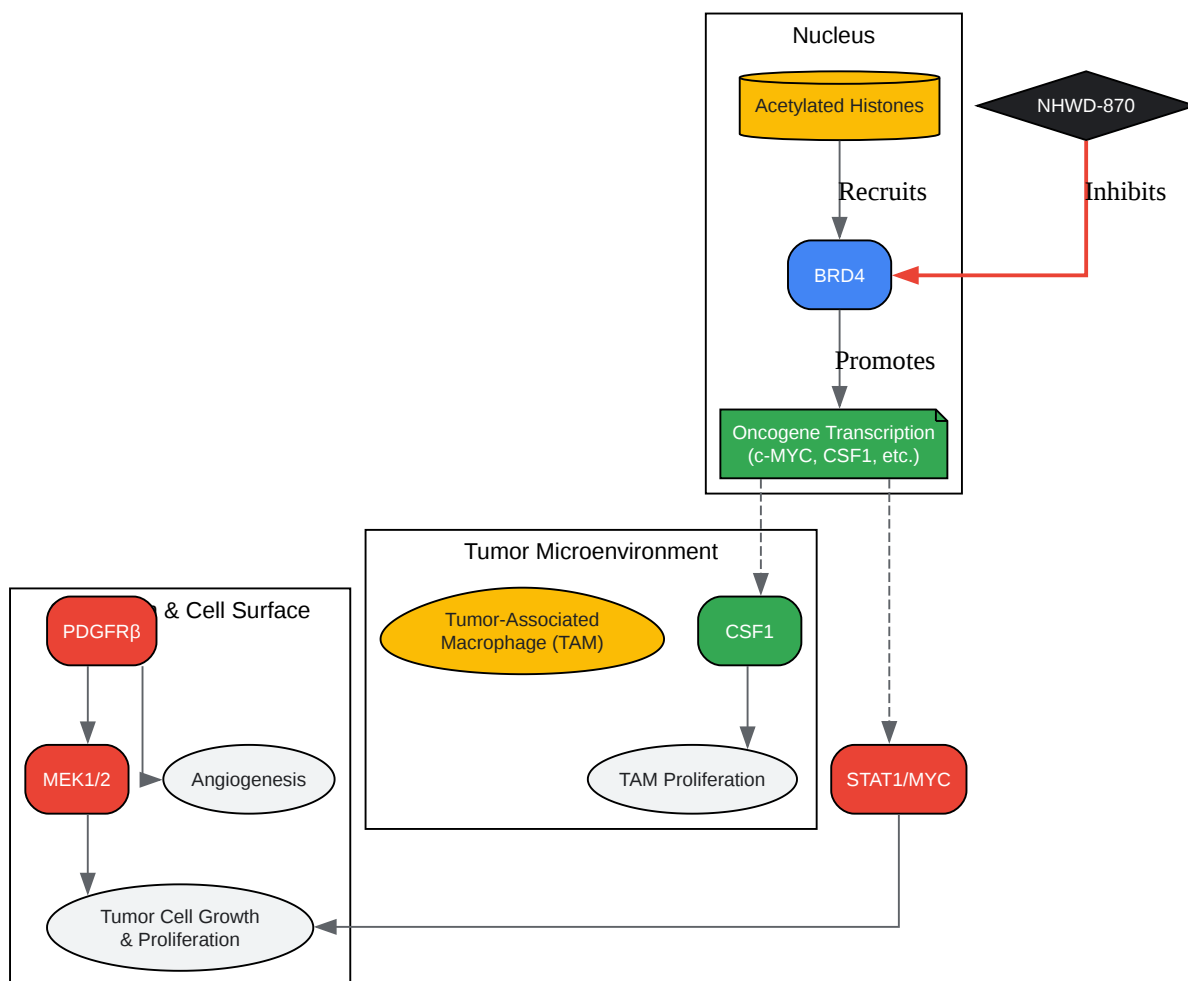 Nucleus
Acetylated Histones
NHWD-870
Recruits
Inhibits
BRD4
Promotes
Oncogene Transcription
(c-MYC, CSF1, etc.)
Tumor Microenvironment
& Cell Surface
PDGFRβ
Tumor-Associated
Macrophage (TAM)
CSF1
MEK1/2
Angiogenesis
TAM Proliferation
STAT1/MYC
Tumor Cell Growth
& Proliferation